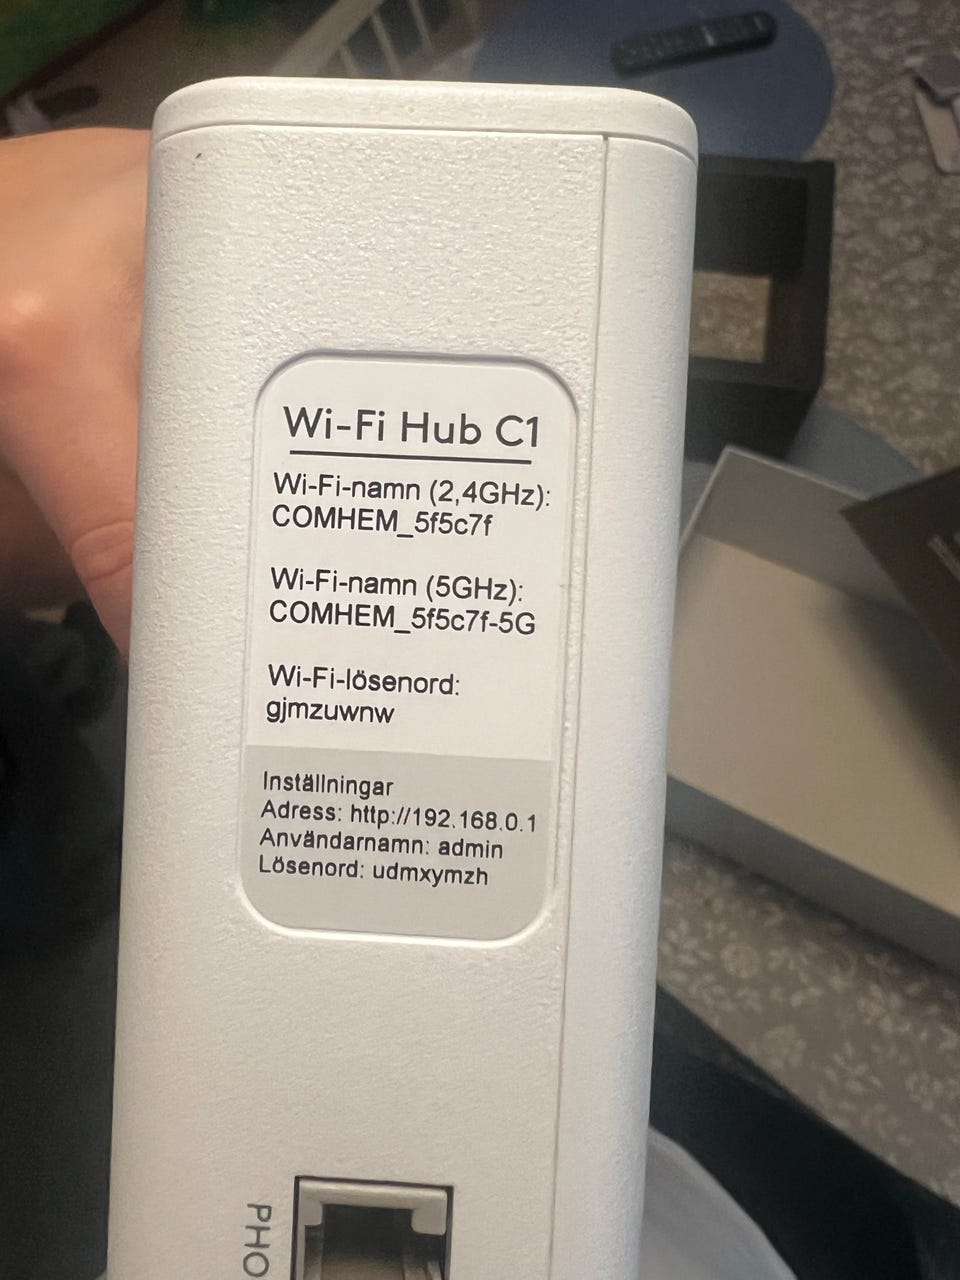 Wi-Fi Hub C1
Wi-Fi-namn (2,4GHz):
COMHEM_5f5c7f
Wi-Fi-namn (5GHz):
COMHEM_5f5c7f-5G
Wi-Fi-lösenord:
gjmzuwnw
Inställningar
Adress: http://192.168.0.1
Användarnamn: admin
Lösenord: udmxymzh
PHO